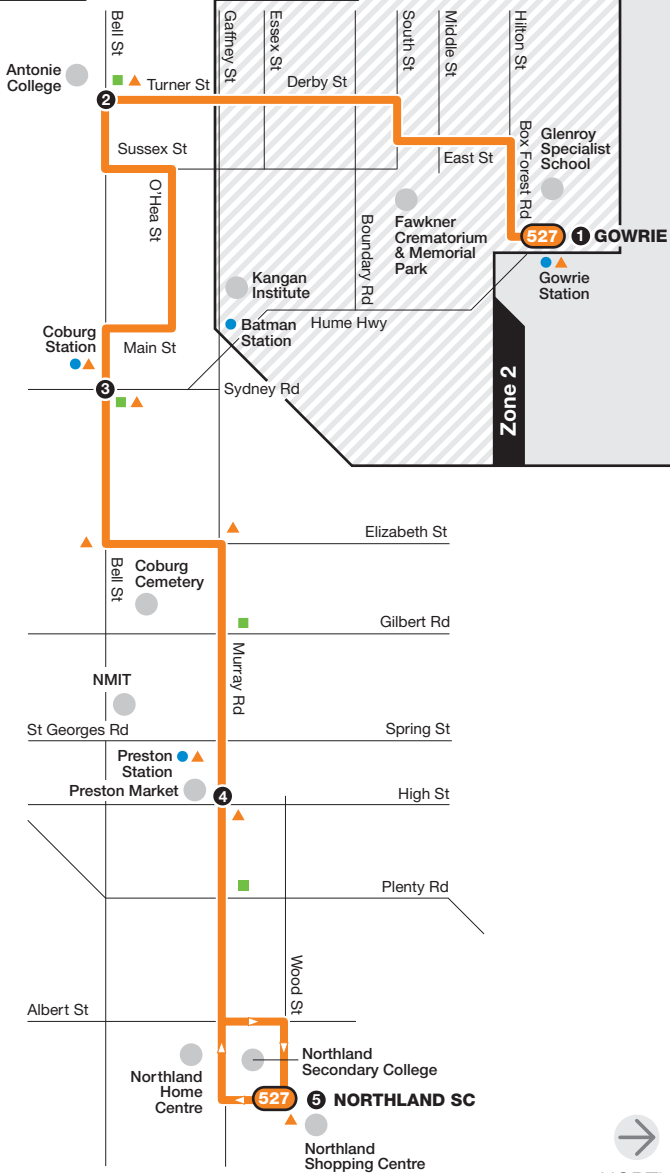 Bell St
Gaffney St
Essex St
South St
Middle St
Hilton St
Antonie
College
2
Turner St
Derby St
Sussex St
O'Hea St
East St
Box Forest Rd
Glenroy
Specialist
School
Fawkner
Crematorium
& Memorial
Park
527
1 GOWRIE
Gowrie
Station
Boundary Rd
Kangan
Institute
Batman
Station
Hume Hwy
Coburg
Station
Main St
3
Sydney Rd
Zone 2
Elizabeth St
Bell St
Coburg
Cemetery
Gilbert Rd
Murray Rd
NMIT
St Georges Rd
Spring St
Preston
Station
Preston Market
4
High St
Plenty Rd
Wood St
Albert St
Northland
Home
Centre
Northland
Secondary College
527
5 NORTHLAND SC
Northland
Shopping Centre